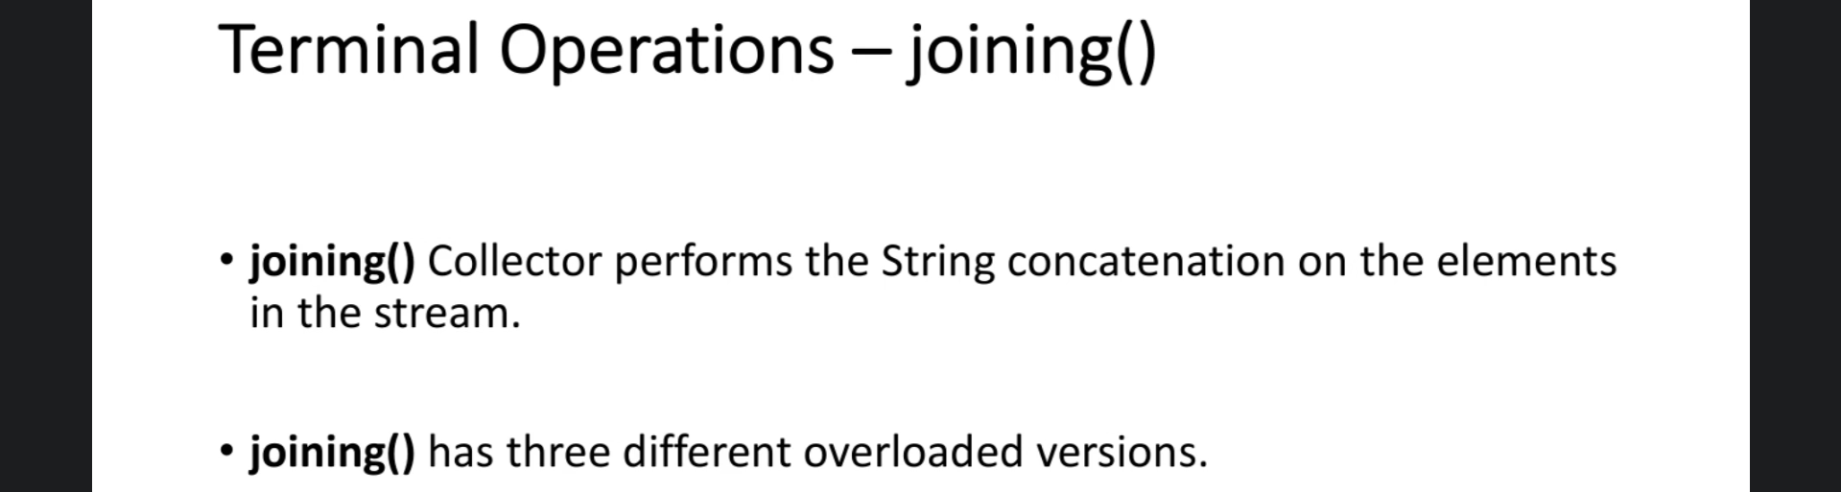 Terminal Operations – joining()
• joining() Collector performs the String concatenation on the elements
in the stream.
• joining() has three different overloaded versions.